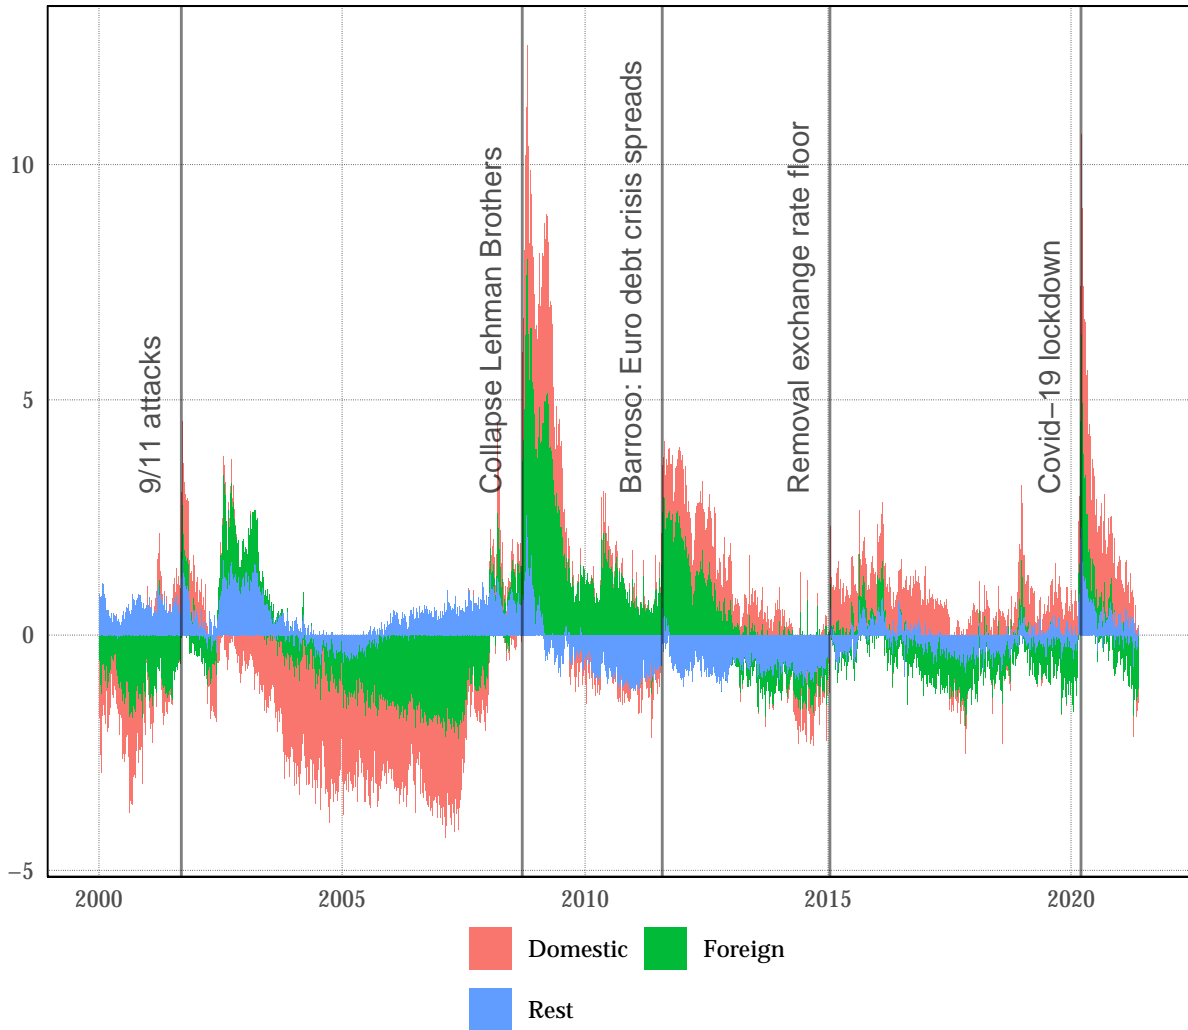 10
5
0
−5
9/11 attacks
Collapse Lehman Brothers
Barroso: Euro debt crisis spreads
Removal exchange rate floor
Covid−19 lockdown
2000
2005
2010
2015
2020
Domestic
Foreign
Rest